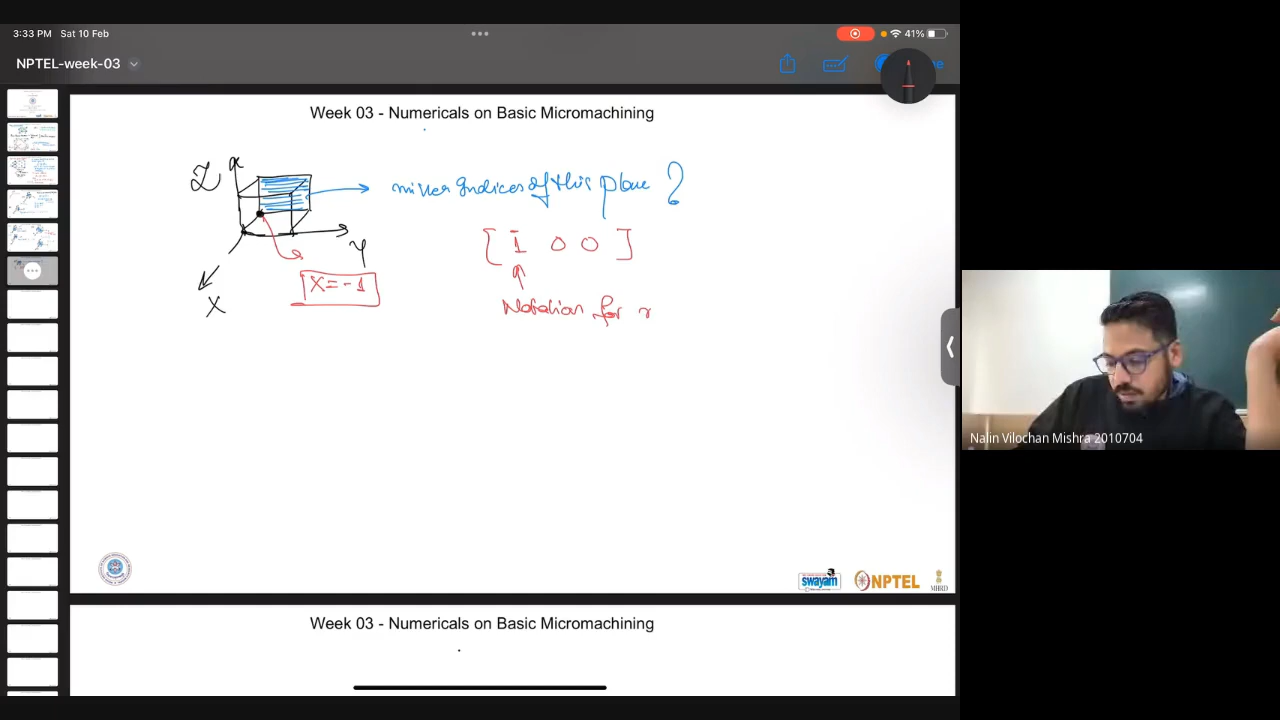 3:33 PM Sat 10 Feb
41%
NPTEL-week-03
Week 03 - Numericals on Basic Micromachining
Z
miller Indices of this plane ?
Y
[ 1̄ 0 0 ]
X = -1
X
Notation for
Nalin Vilochan Mishra 2010704
swayam
NPTEL
MHRD
Week 03 - Numericals on Basic Micromachining